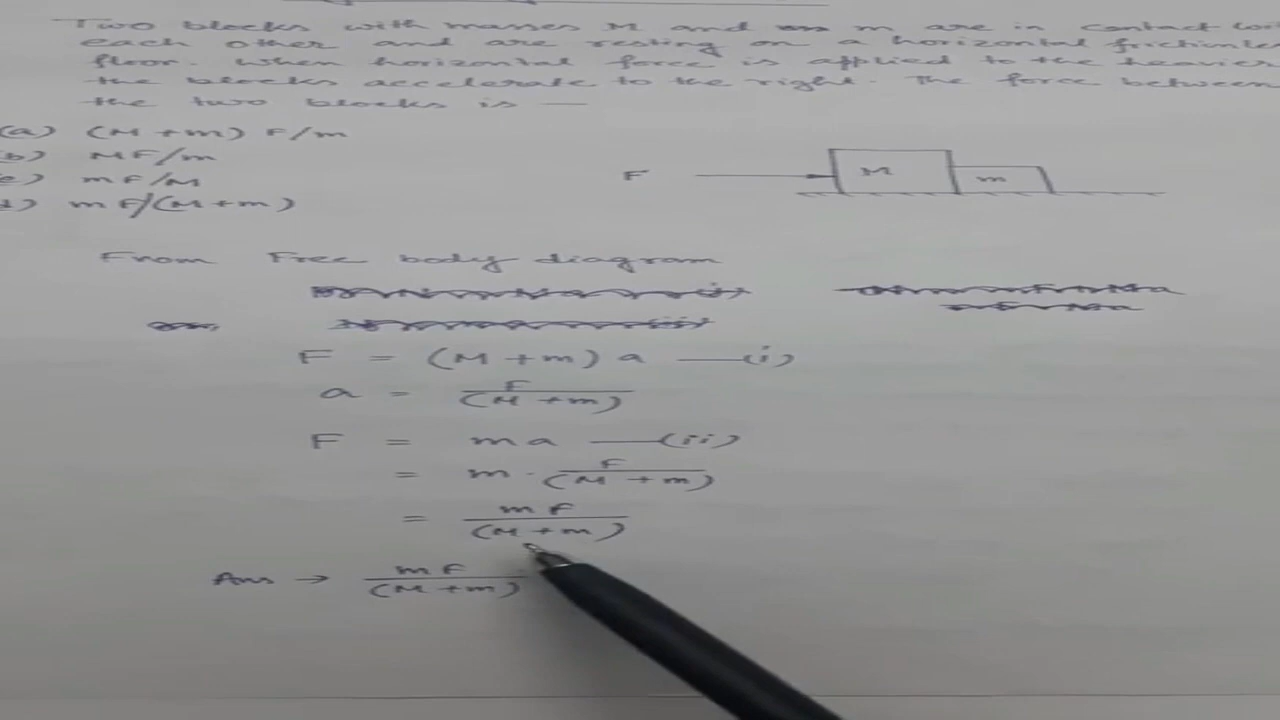 Two blocks with masses M and m are in contact
each other and are resting on a horizontal
floor. When horizontal force is applied to the heavier
the blocks accelerate to the right. The force between
the two blocks is —
(a) (M + m) F/m
b) MF/m
c) mF/M
d) mF/(M+m)
F M m
From Free body diagram
F = (M + m) a —(i)
a = F/(M + m)
F = ma —(ii)
= m · F/(M + m)
= mF/(M + m)
Ans → mF/(M + m)